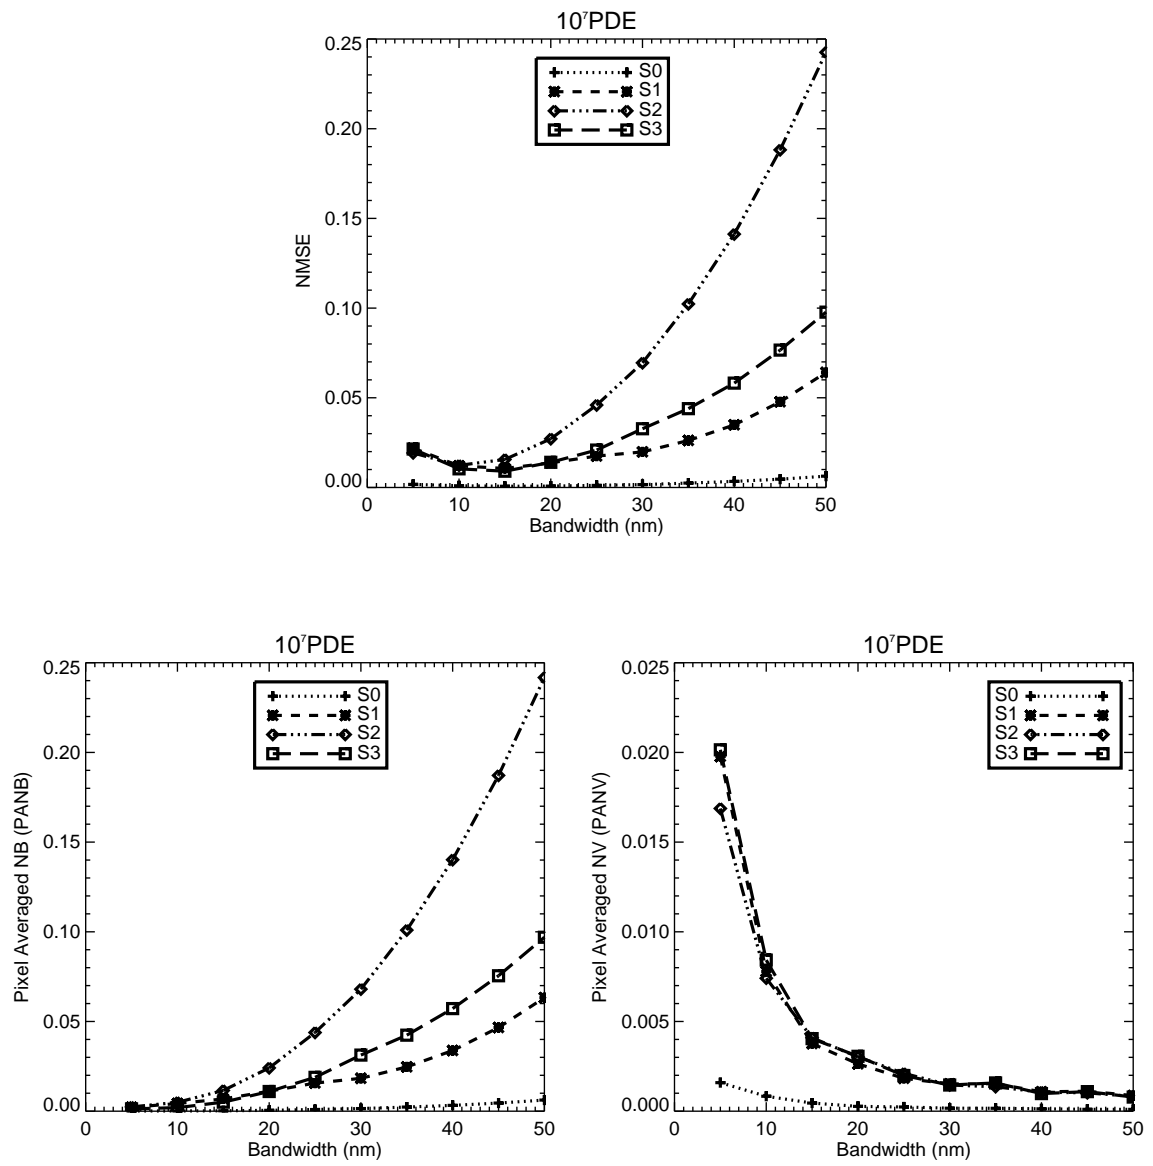 10⁷PDE
0.25
0.20
0.15
0.10
0.05
0.00
NMSE
S0
S1
S2
S3
0 10 20 30 40 50
Bandwidth (nm)
10⁷PDE
0.25
0.20
0.15
0.10
0.05
0.00
Pixel Averaged NB (PANB)
S0
S1
S2
S3
0 10 20 30 40 50
Bandwidth (nm)
10⁷PDE
0.025
0.020
0.015
0.010
0.005
0.000
Pixel Averaged NV (PANV)
S0
S1
S2
S3
0 10 20 30 40 50
Bandwidth (nm)